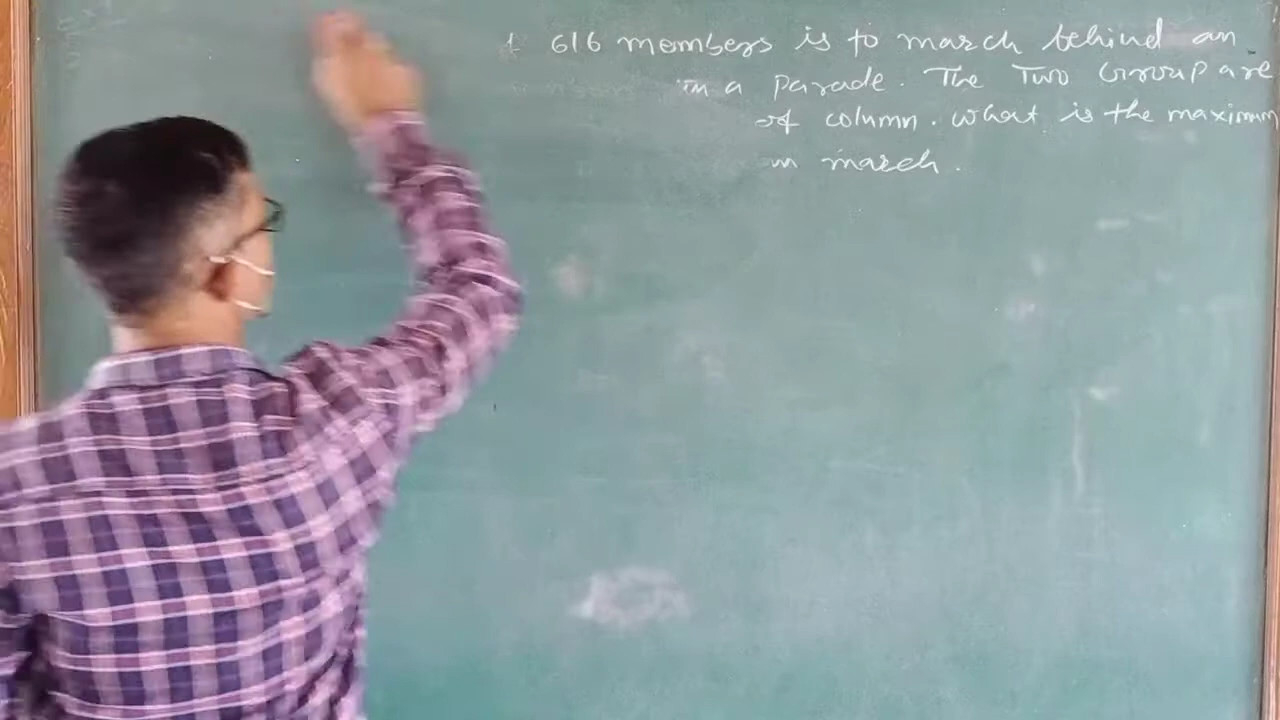 616 members is to march behind an
in a parade. The Two Group are
of column. what is the maximum
in march.